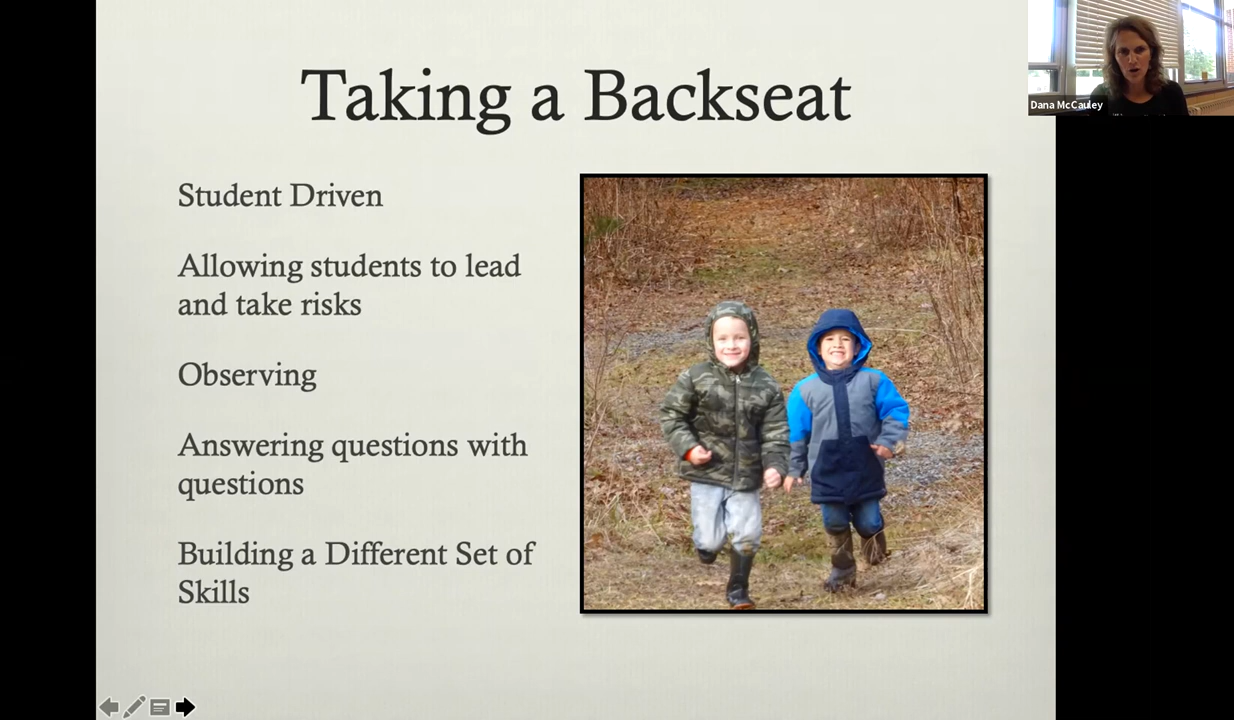 Taking a Backseat
Dana McCauley
Student Driven
Allowing students to lead
and take risks
Observing
Answering questions with
questions
Building a Different Set of
Skills